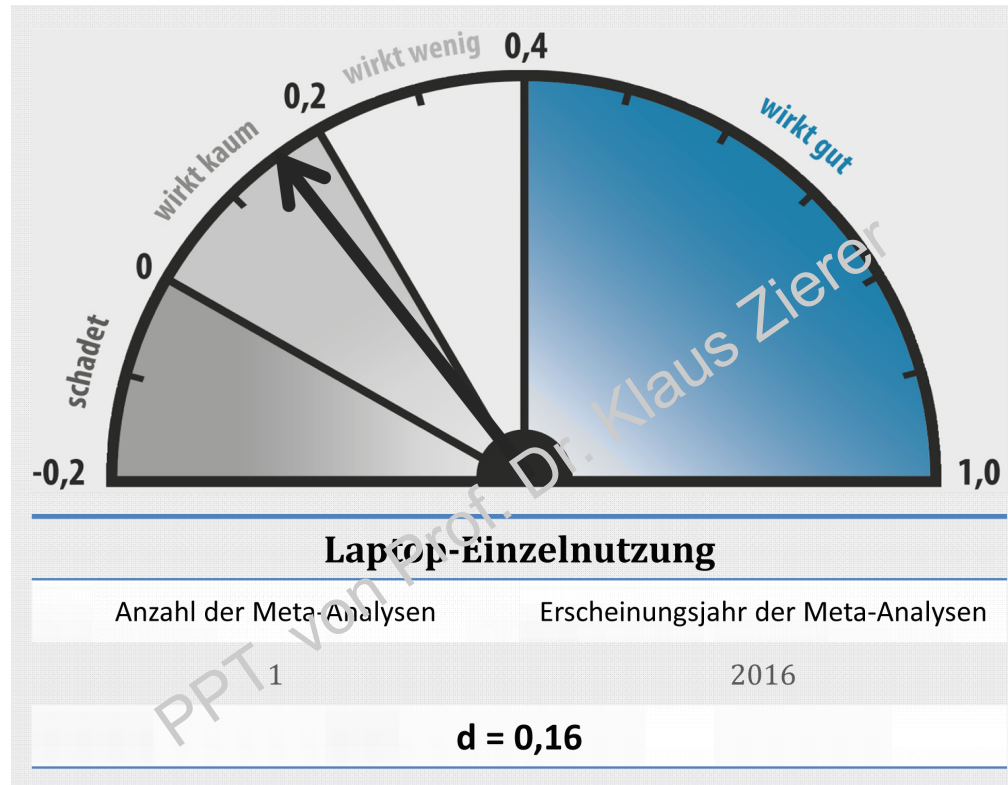 wirkt wenig
0,4
0,2
wirkt kaum
wirkt gut
0
schadet
-0,2
1,0
Laptop-Einzelnutzung
Anzahl der Meta-Analysen Erscheinungsjahr der Meta-Analysen
1 2016
d = 0,16
PPT von Prof. Dr. Klaus Zierer